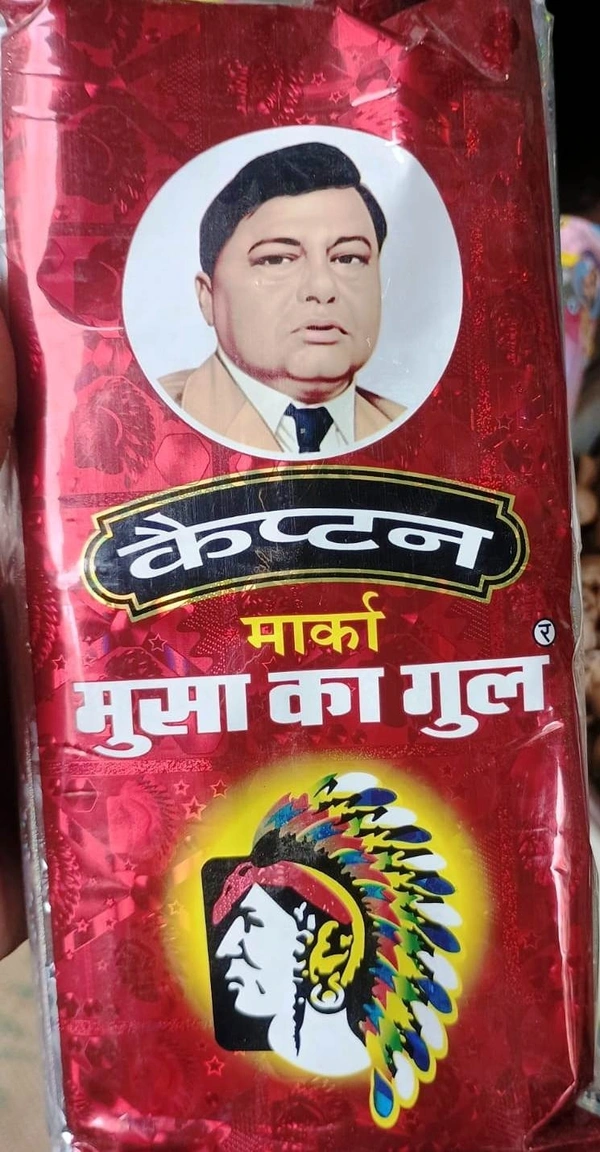 कैप्टन
मार्का
मुसा का गुल
र